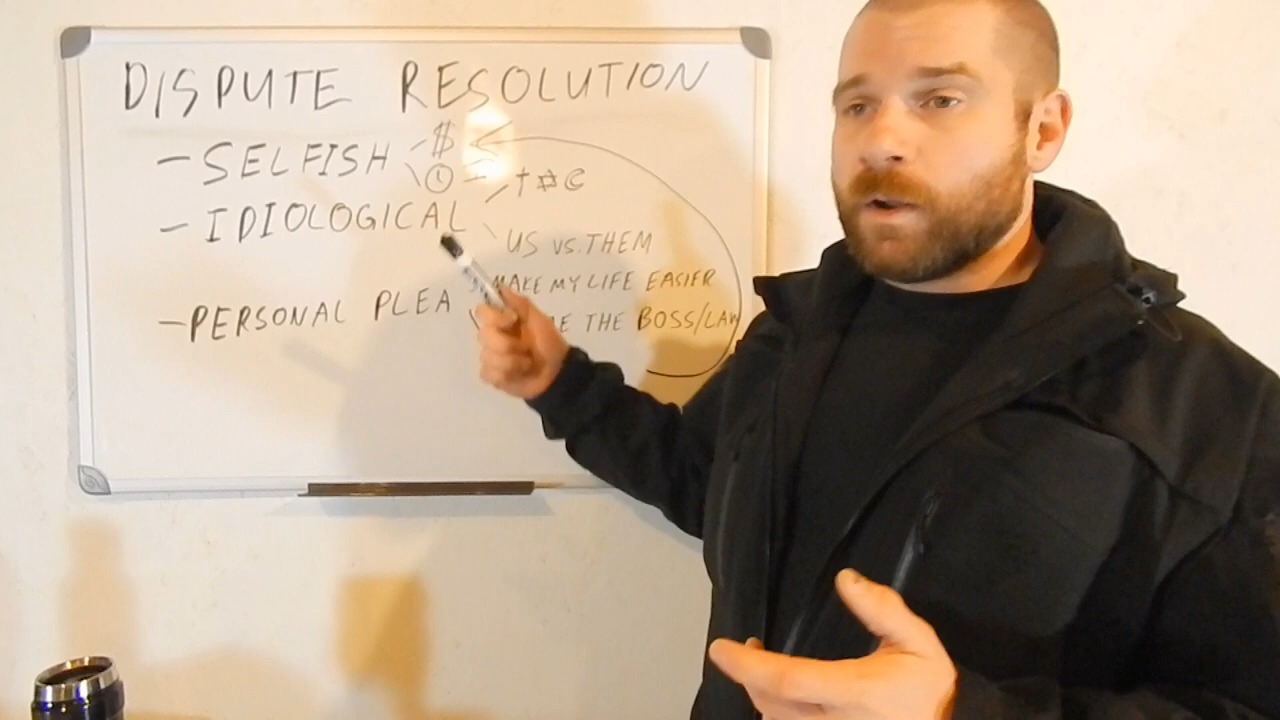 DISPUTE RESOLUTION
- SELFISH - $
† ✡ ☪
- IDIOLOGICAL
US VS. THEM
MAKE MY LIFE EASIER
- PERSONAL PLEA
THE BOSS/LAW